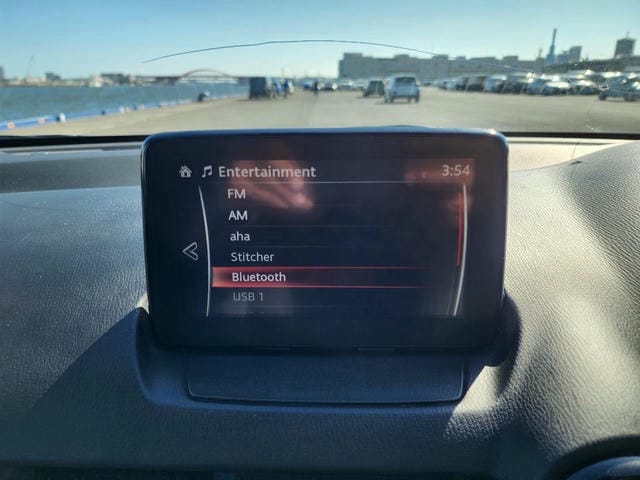 Entertainment 3:54
FM
AM
aha
Stitcher
Bluetooth
USB 1